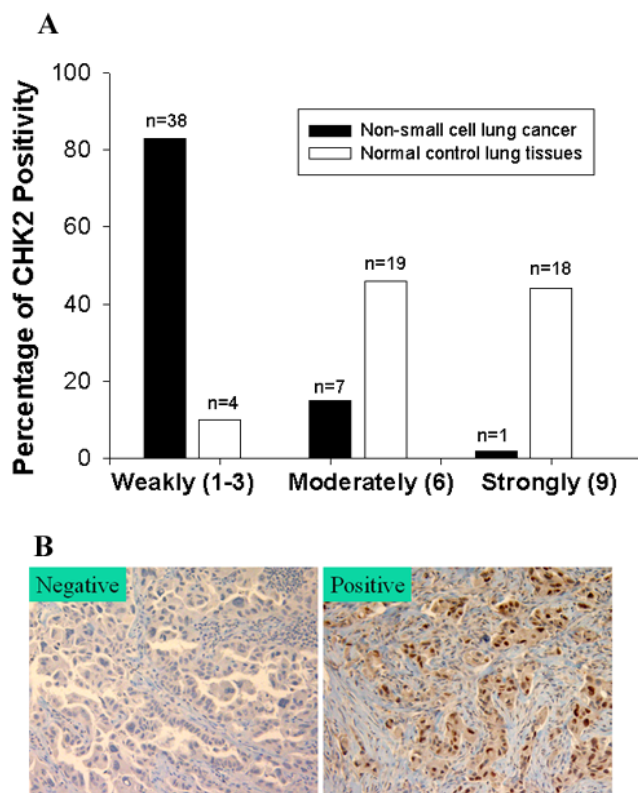 A
Percentage of CHK2 Positivity
100
80
60
40
20
0
n=38
n=4
n=7
n=19
n=1
n=18
Non-small cell lung cancer
Normal control lung tissues
Weakly (1-3)
Moderately (6)
Strongly (9)
B
Negative
Positive